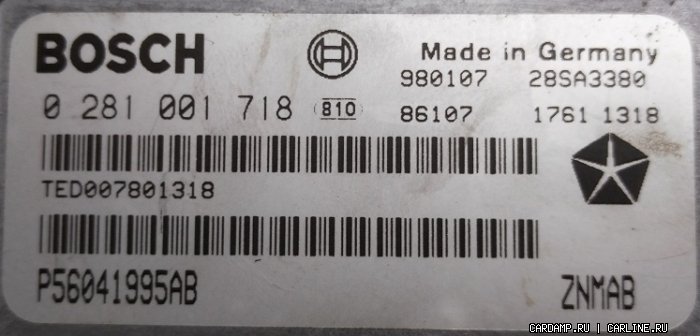 BOSCH Made in Germany
980107 28SA3380
0 281 001 718 810 86107 1761 1318
TED007801318
P56041995AB ZNMAB
CARDAMP.RU | CARLINE.RU